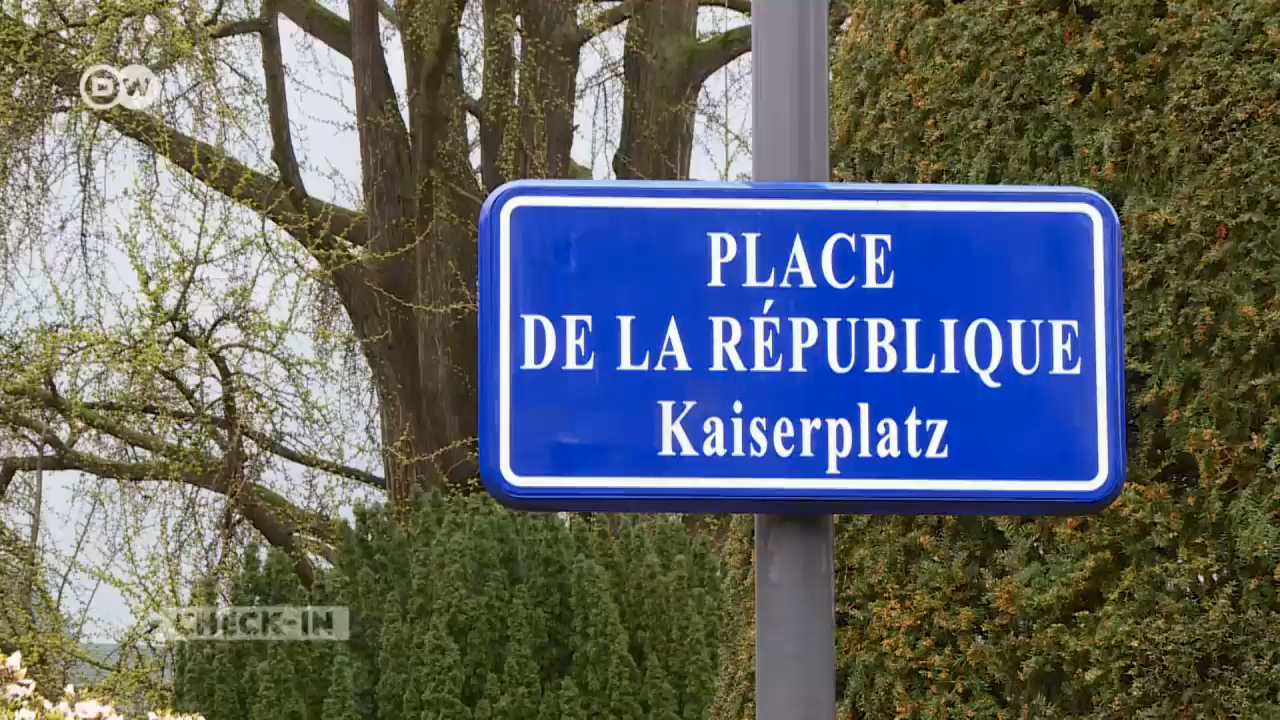 DW
PLACE
DE LA RÉPUBLIQUE
Kaiserplatz
CHECK-IN